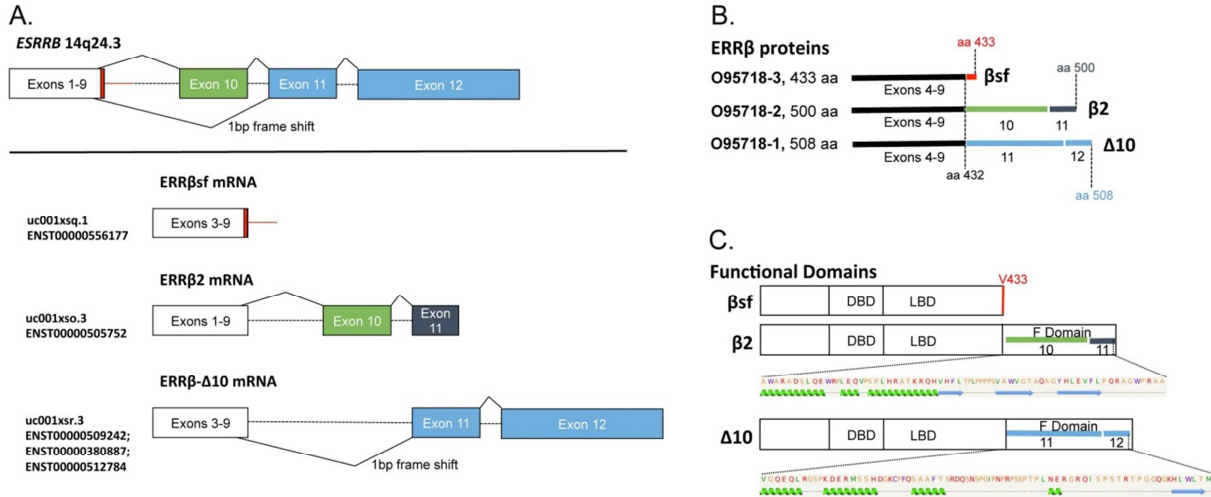 A.
ESRRB 14q24.3
Exons 1-9
Exon 10
Exon 11
Exon 12
1bp frame shift
ERRβsf mRNA
uc001xsq.1
ENST00000556177
Exons 3-9
ERRβ2 mRNA
uc001xso.3
ENST00000505752
Exons 1-9
Exon 10
Exon
11
ERRβ-Δ10 mRNA
uc001xsr.3
ENST00000509242;
ENST00000380887;
ENST00000512784
Exons 3-9
Exon 11
Exon 12
1bp frame shift
B.
ERRβ proteins
aa 433
O95718-3, 433 aa
βsf
Exons 4-9
aa 500
O95718-2, 500 aa
β2
Exons 4-9
10
11
O95718-1, 508 aa
Δ10
Exons 4-9
11
12
aa 432
aa 508
C.
Functional Domains
V433
βsf
DBD
LBD
β2
DBD
LBD
F Domain
10
11
AWARADSLQEWRPLEQVPSPLHRATKRQHVHFLTPLPPPPSVAWVGTAQAGYHLEVFLPQRAGWPRAA
Δ10
DBD
LBD
F Domain
11
12
VGQEQLRGSPKDERMSSHDGKCPFQSAAFTSRDQSNSPGIPNPRPSSPTPLNERGRQISPSTRTPGGQGKHLWLTM